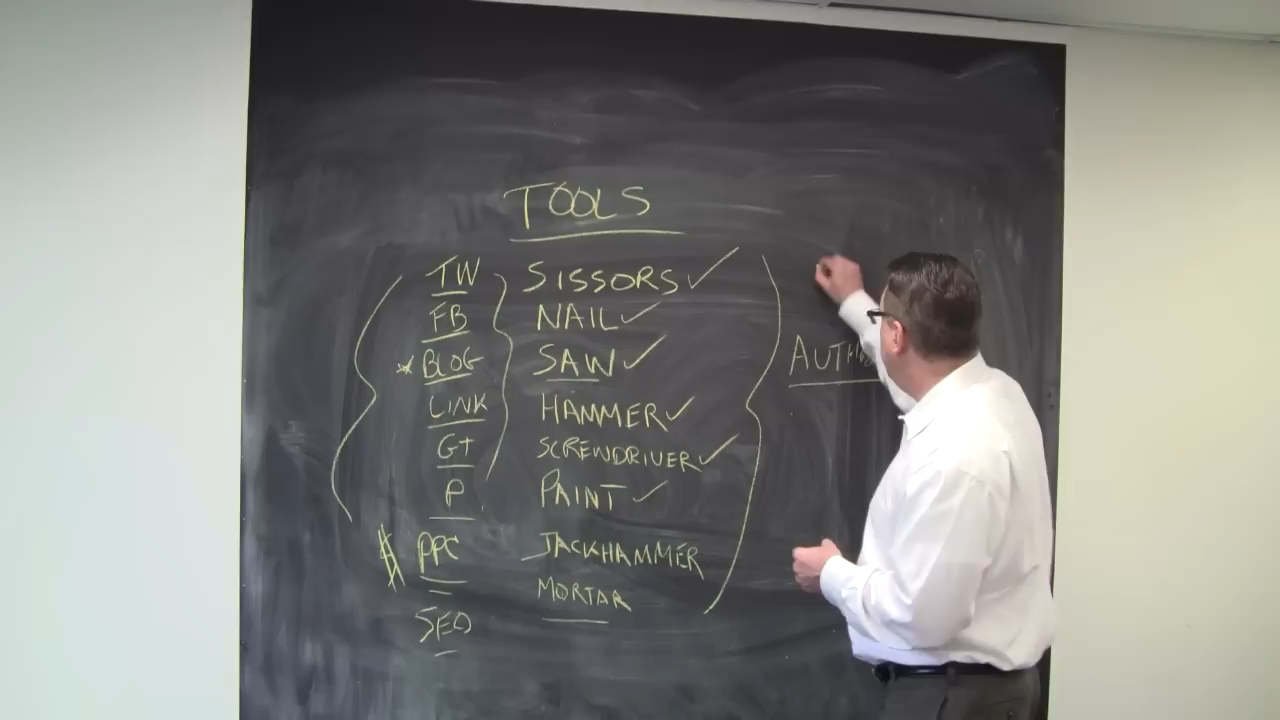 TOOLS
TW SISSORS ✓
FB NAIL ✓
* BLOG SAW ✓
LINK HAMMER ✓
G+ SCREWDRIVER ✓
P PAINT ✓
$ PPC JACKHAMMER
SEO MORTAR